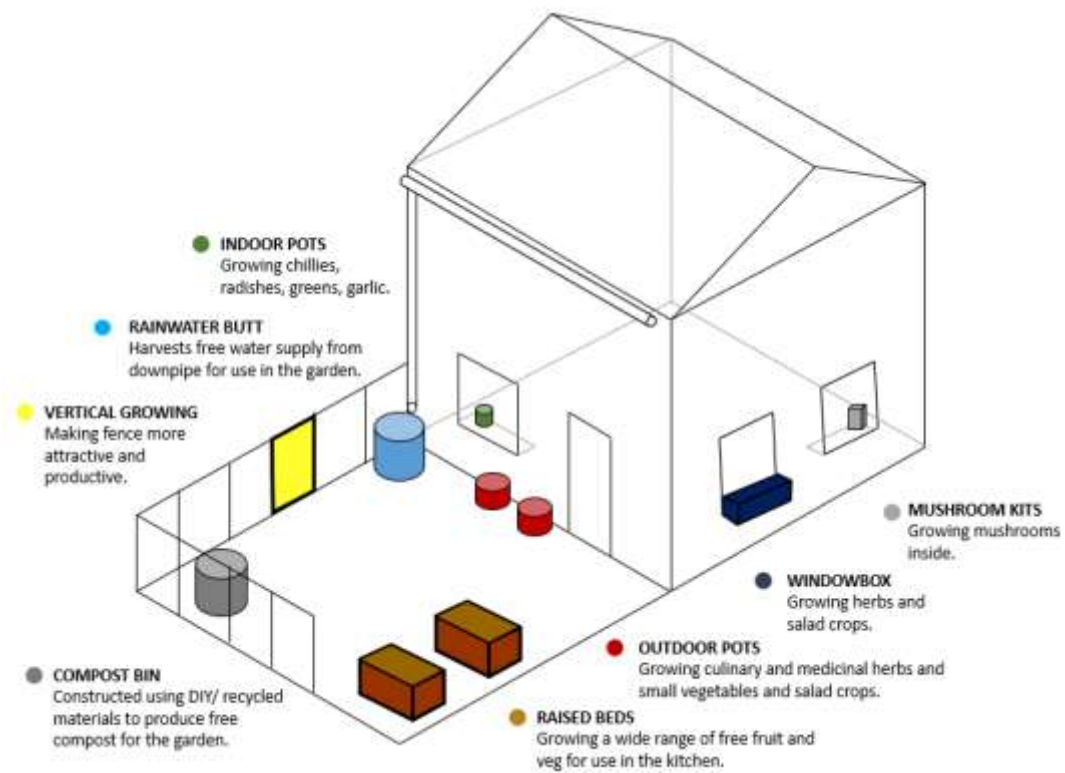 INDOOR POTS
Growing chillies,
radishes, greens, garlic.
RAINWATER BUTT
Harvests free water supply from
downpipe for use in the garden.
VERTICAL GROWING
Making fence more
attractive and
productive.
MUSHROOM KITS
Growing mushrooms
inside.
WINDOWBOX
Growing herbs and
salad crops.
OUTDOOR POTS
Growing culinary and medicinal herbs and
small vegetables and salad crops.
COMPOST BIN
Constructed using DIY/ recycled
materials to produce free
compost for the garden.
RAISED BEDS
Growing a wide range of free fruit and
veg for use in the kitchen.